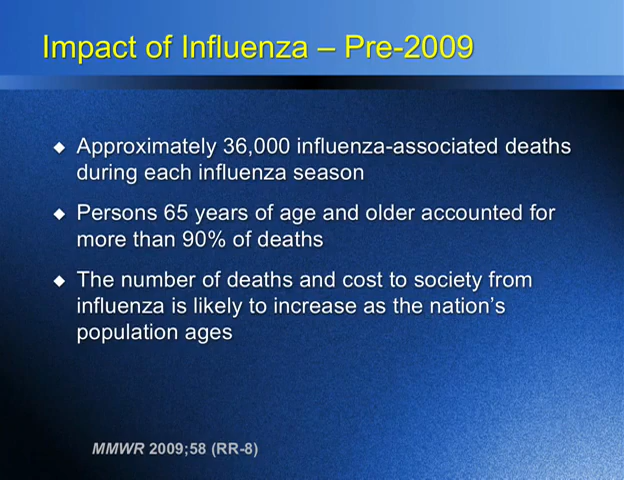 Impact of Influenza – Pre-2009
Approximately 36,000 influenza-associated deaths
during each influenza season
Persons 65 years of age and older accounted for
more than 90% of deaths
The number of deaths and cost to society from
influenza is likely to increase as the nation’s
population ages
MMWR 2009;58 (RR-8)